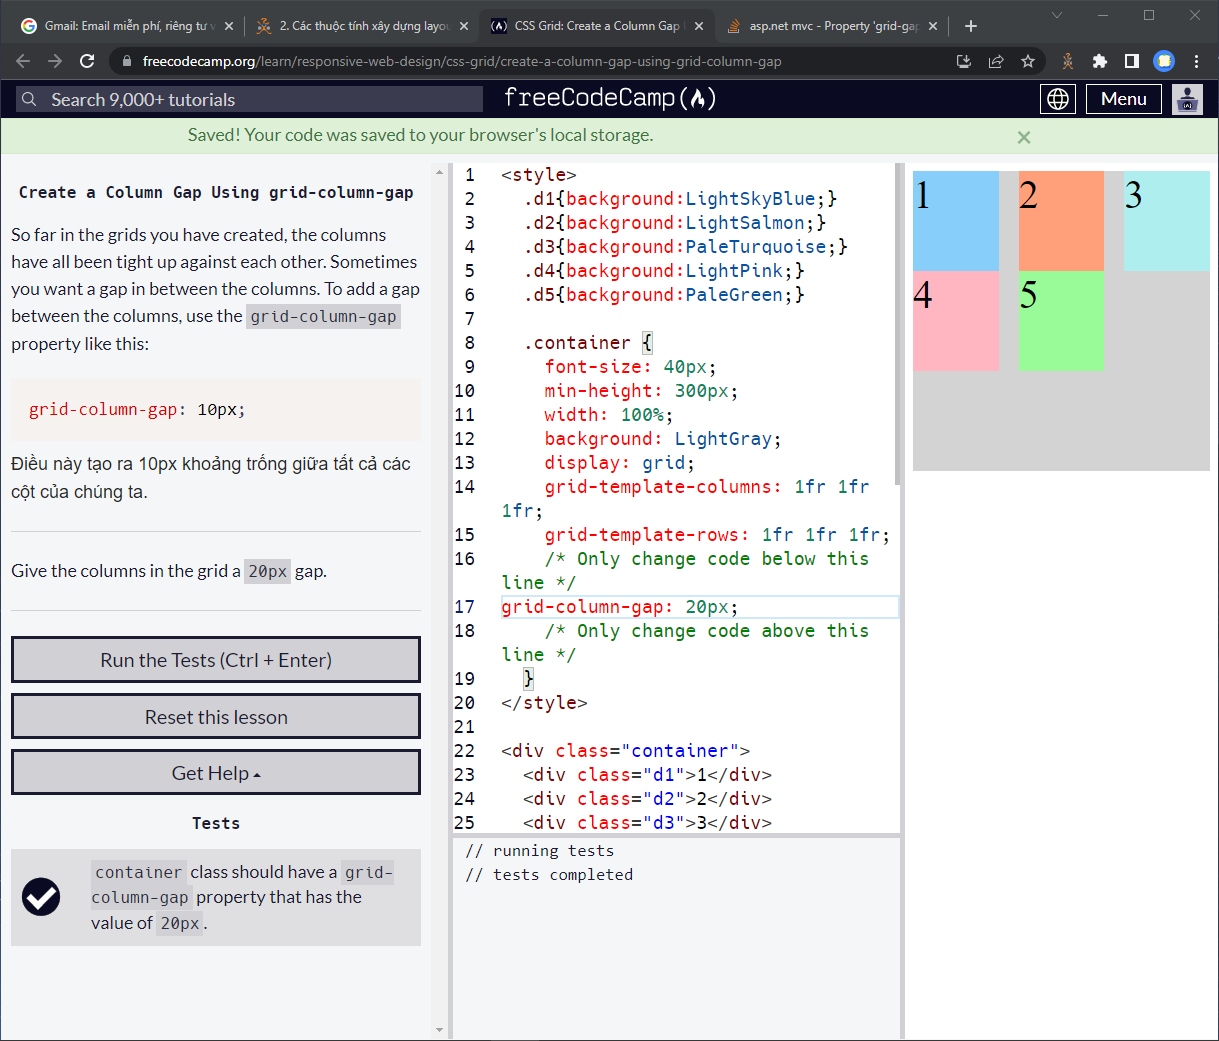 Gmail: Email miễn phí, riêng tư v
2. Các thuộc tính xây dựng layou
CSS Grid: Create a Column Gap U
asp.net mvc - Property 'grid-gap
freecodecamp.org/learn/responsive-web-design/css-grid/create-a-column-gap-using-grid-column-gap
Search 9,000+ tutorials
freeCodeCamp
Menu
Saved! Your code was saved to your browser's local storage.
Create a Column Gap Using grid-column-gap
So far in the grids you have created, the columns
have all been tight up against each other. Sometimes
you want a gap in between the columns. To add a gap
between the columns, use the grid-column-gap
property like this:
grid-column-gap: 10px;
Điều này tạo ra 10px khoảng trống giữa tất cả các
cột của chúng ta.
Give the columns in the grid a 20px gap.
Run the Tests (Ctrl + Enter)
Reset this lesson
Get Help
Tests
container class should have a grid-
column-gap property that has the
value of 20px.
1 <style>
2 .d1{background:LightSkyBlue;}
3 .d2{background:LightSalmon;}
4 .d3{background:PaleTurquoise;}
5 .d4{background:LightPink;}
6 .d5{background:PaleGreen;}
7
8 .container {
9 font-size: 40px;
10 min-height: 300px;
11 width: 100%;
12 background: LightGray;
13 display: grid;
14 grid-template-columns: 1fr 1fr
1fr;
15 grid-template-rows: 1fr 1fr 1fr;
16 /* Only change code below this
line */
17 grid-column-gap: 20px;
18 /* Only change code above this
line */
19 }
20 </style>
21
22 <div class="container">
23 <div class="d1">1</div>
24 <div class="d2">2</div>
25 <div class="d3">3</div>
// running tests
// tests completed
1 2 3
4 5